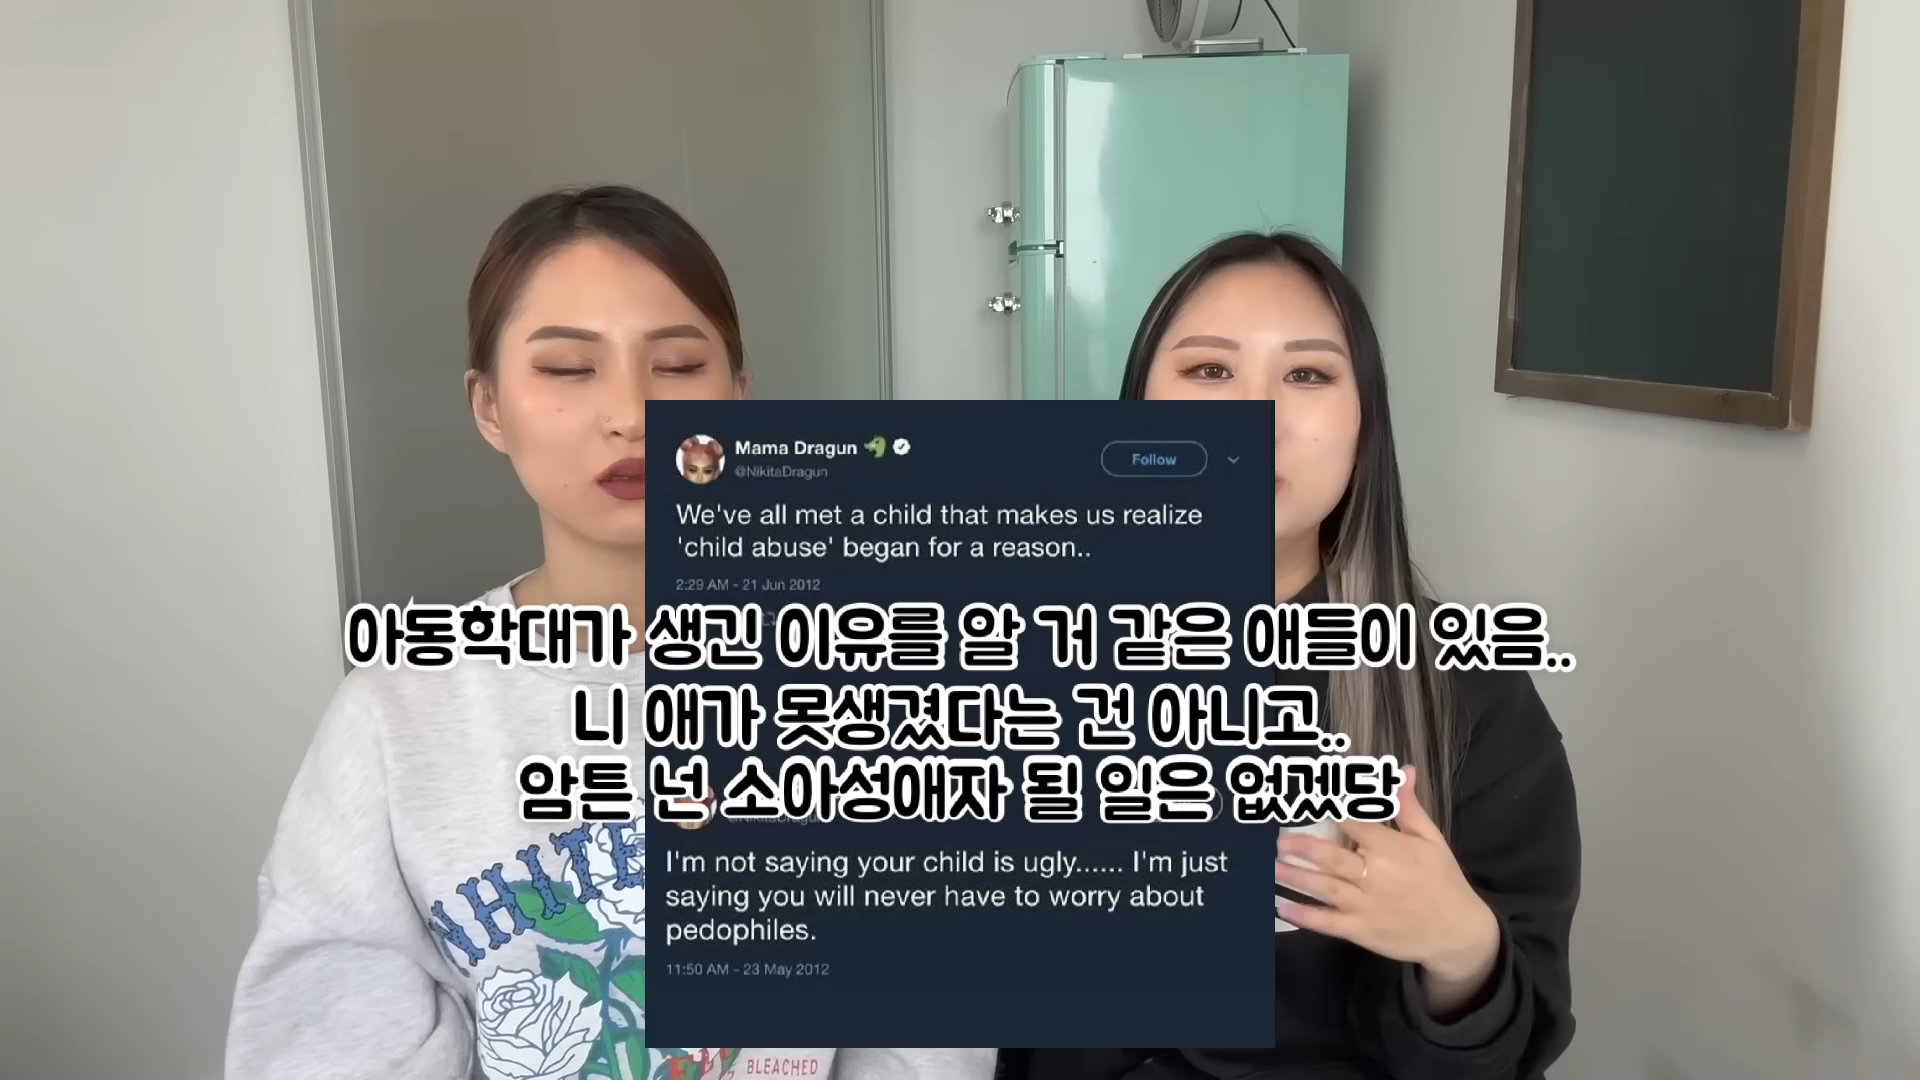 Mama Dragun
@NikitaDragun
Follow
We've all met a child that makes us realize
'child abuse' began for a reason..
2:29 AM - 21 Jun 2012
아동학대가 생긴 이유를 알 거 같은 애들이 있음..
니 애가 못생겼다는 건 아니고..
암튼 넌 소아성애자 될 일은 없겠당
I'm not saying your child is ugly...... I'm just
saying you will never have to worry about
pedophiles.
11:50 AM - 23 May 2012
WHITE
BLEACHED